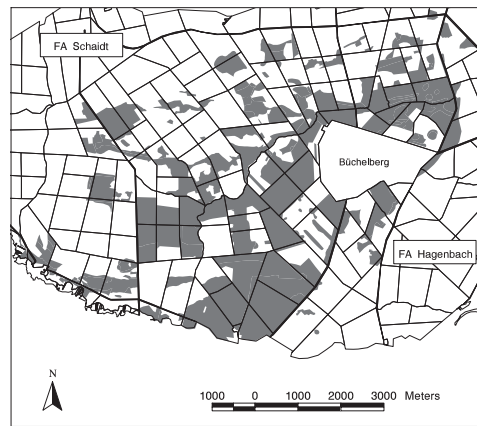 FA Schaidt
Büchelberg
FA Hagenbach
N
1000 0 1000 2000 3000 Meters